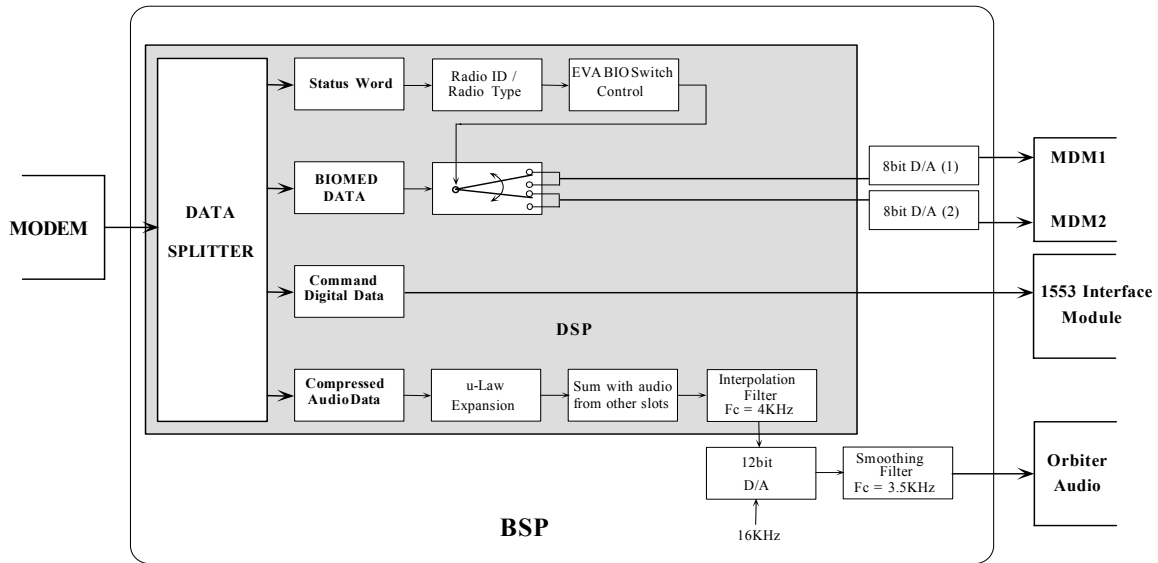 Status Word
Radio ID /
Radio Type
EVA BIO Switch
Control
MODEM
DATA
SPLITTER
BIOMED
DATA
8bit D/A (1)
8bit D/A (2)
MDM1
MDM2
Command
Digital Data
DSP
1553 Interface
Module
Compressed
Audio Data
u-Law
Expansion
Sum with audio
from other slots
Interpolation
Filter
Fc = 4KHz
12bit
D/A
Smoothing
Filter
Fc = 3.5KHz
Orbiter
Audio
BSP
16KHz